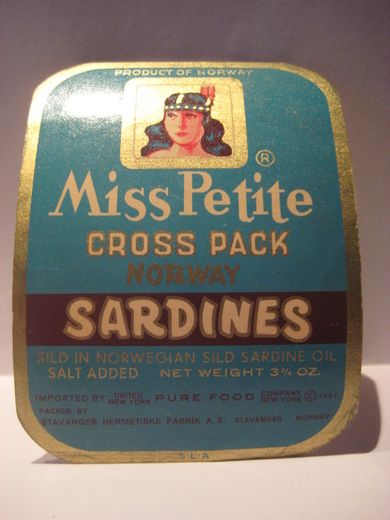 PRODUCT OF NORWAY
®
Miss Petite
CROSS PACK
NORWAY
SARDINES
SILD IN NORWEGIAN SILD SARDINE OIL
SALT ADDED NET WEIGHT 3¾ OZ.
IMPORTED BY UNITED NEW YORK PURE FOOD COMPANY NEW YORK © 1954
PACKED BY
STAVANGER HERMETISKE FABRIK A.S. STAVANGER - NORWAY
S-L-A